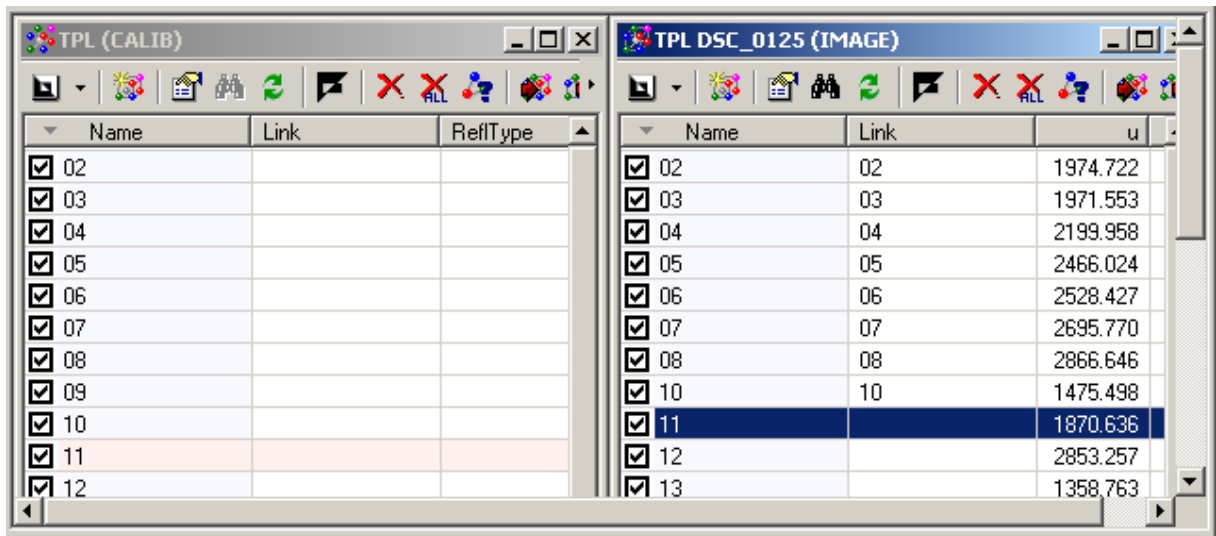 TPL (CALIB)
ALL
Name Link ReflType
02
03
04
05
06
07
08
09
10
11
12
TPL DSC_0125 (IMAGE)
ALL
Name Link u
02 02 1974.722
03 03 1971.553
04 04 2199.958
05 05 2466.024
06 06 2528.427
07 07 2695.770
08 08 2866.646
10 10 1475.498
11 1870.636
12 2853.257
13 1358.763